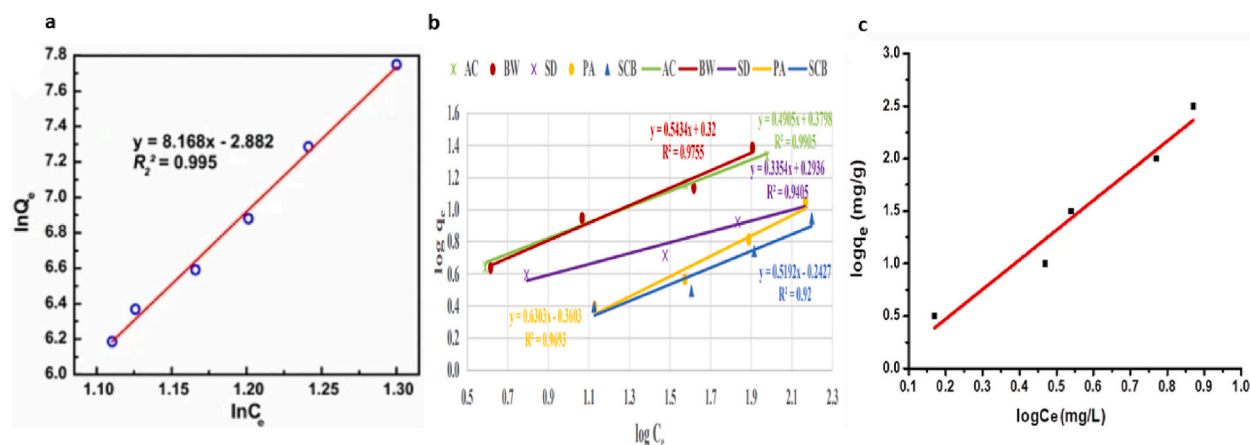 a
7.8
7.6
7.4
7.2
7.0
6.8
6.6
6.4
6.2
6.0
lnQe
y = 8.168x - 2.882
R₂² = 0.995
1.10 1.15 1.20 1.25 1.30
lnCe
b
AC BW SD PA SCB AC BW SD PA SCB
1.6
1.4
1.2
1.0
0.8
0.6
0.4
0.2
0.0
log qe
y = 0.5434x + 0.32
R² = 0.9755
y = 0.4905x + 0.3798
R² = 0.9905
y = 0.3354x + 0.2936
R² = 0.9405
y = 0.5192x - 0.2427
R² = 0.92
y = 0.6303x - 0.3603
R² = 0.9693
0.5 0.7 0.9 1.1 1.3 1.5 1.7 1.9 2.1 2.3
log Ce
c
3.0
2.5
2.0
1.5
1.0
0.5
0.0
logqe (mg/g)
0.1 0.2 0.3 0.4 0.5 0.6 0.7 0.8 0.9 1.0
logCe (mg/L)